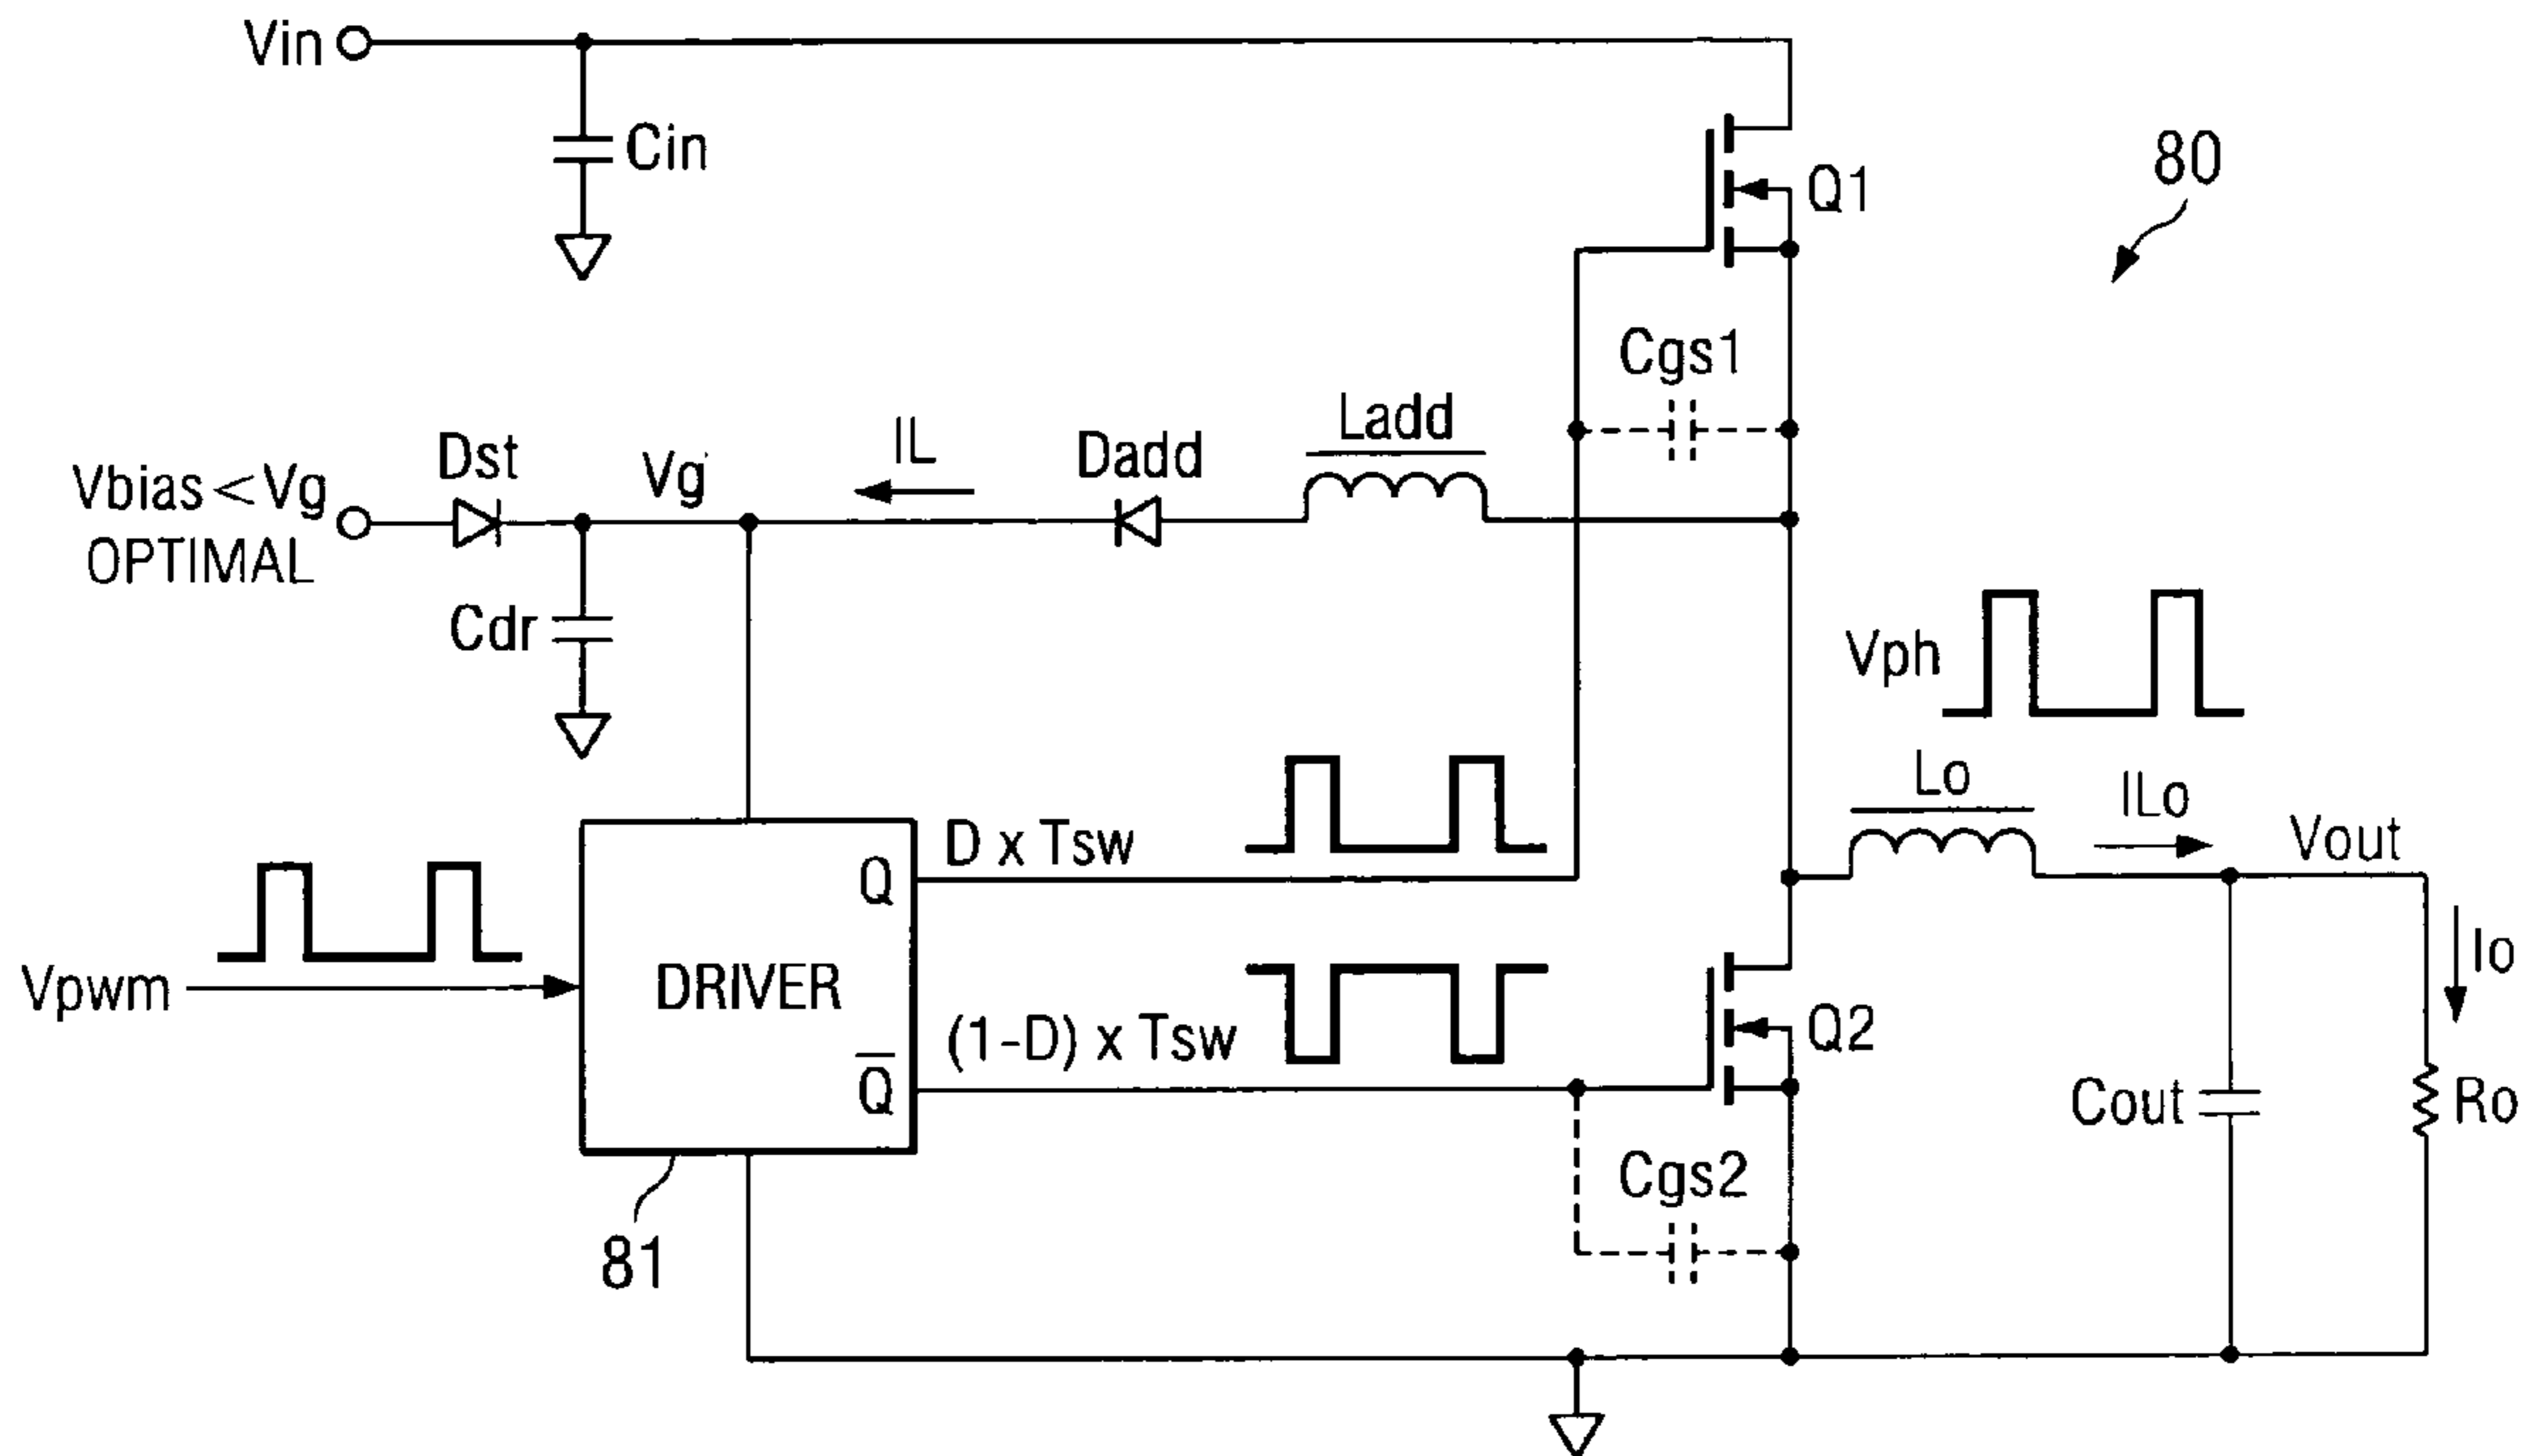 Vin
Cin
Q1
80
Cgs1
Ladd
Dadd
IL
Vg
Dst
Vbias<Vg
OPTIMAL
Cdr
Vph
Lo
ILo
Vout
D x Tsw
Q
DRIVER
Vpwm
(1-D) x Tsw
Q̅
Q2
Io
Cout
Ro
Cgs2
81